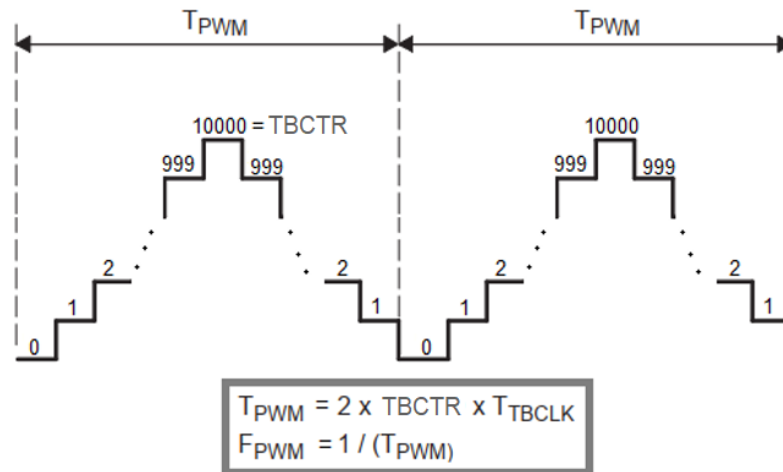 TPWM TPWM
10000 = TBCTR 10000
999 999 999 999
2 2 2 2
1 1 1 1
0 0
TPWM = 2 x TBCTR x TTBCLK
FPWM = 1 / (TPWM)